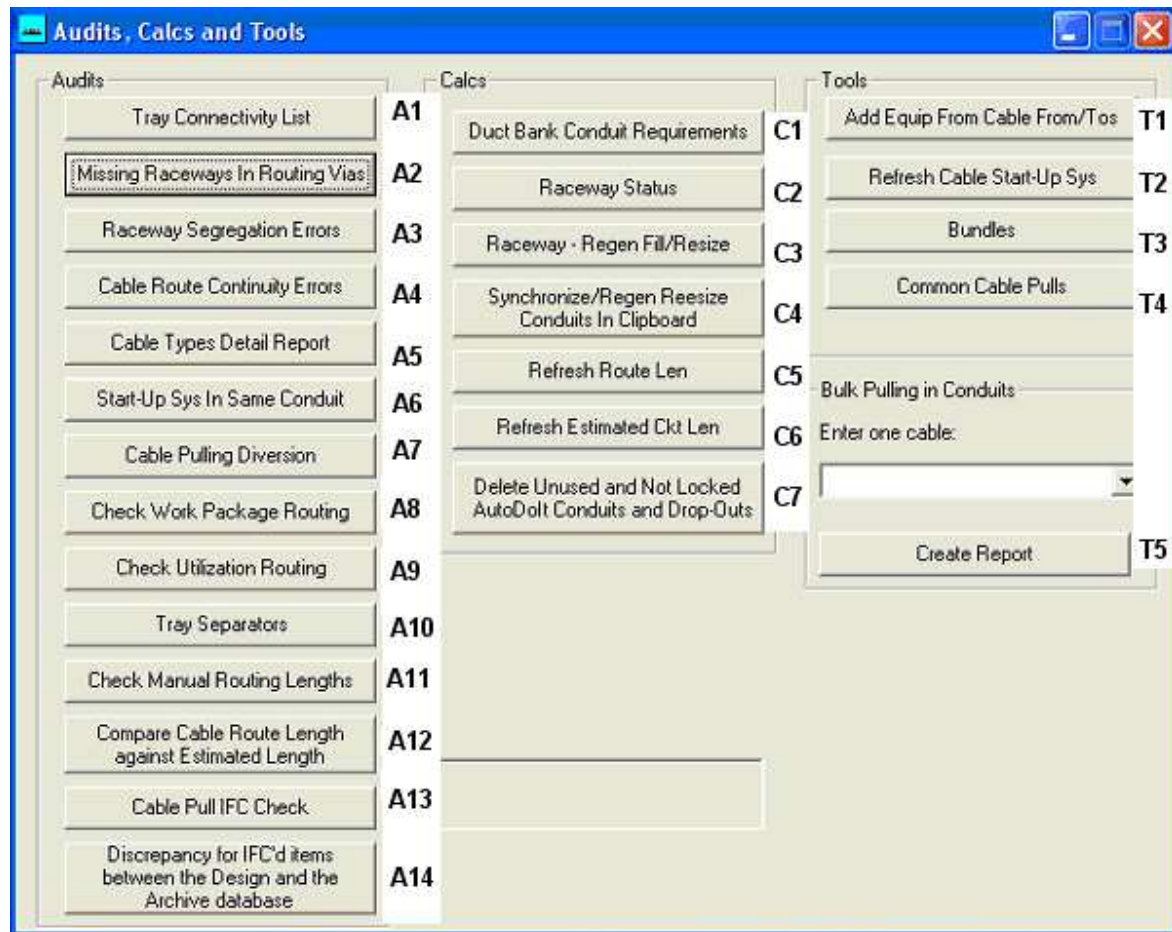 Audits, Calcs and Tools
Audits
Tray Connectivity List A1
Missing Raceways In Routing Vias A2
Raceway Segregation Errors A3
Cable Route Continuity Errors A4
Cable Types Detail Report A5
Start-Up Sys In Same Conduit A6
Cable Pulling Diversion A7
Check Work Package Routing A8
Check Utilization Routing A9
Tray Separators A10
Check Manual Routing Lengths A11
Compare Cable Route Length
against Estimated Length A12
Cable Pull IFC Check A13
Discrepancy for IFC'd items
between the Design and the
Archive database A14
Calcs
Duct Bank Conduit Requirements C1
Raceway Status C2
Raceway - Regen Fill/Resize C3
Synchronize/Regen Reesize
Conduits In Clipboard C4
Refresh Route Len C5
Refresh Estimated Ckt Len C6
Delete Unused and Not Locked
AutoDoIt Conduits and Drop-Outs C7
Tools
Add Equip From Cable From/Tos T1
Refresh Cable Start-Up Sys T2
Bundles T3
Common Cable Pulls T4
Bulk Pulling in Conduits
Enter one cable:
Create Report T5